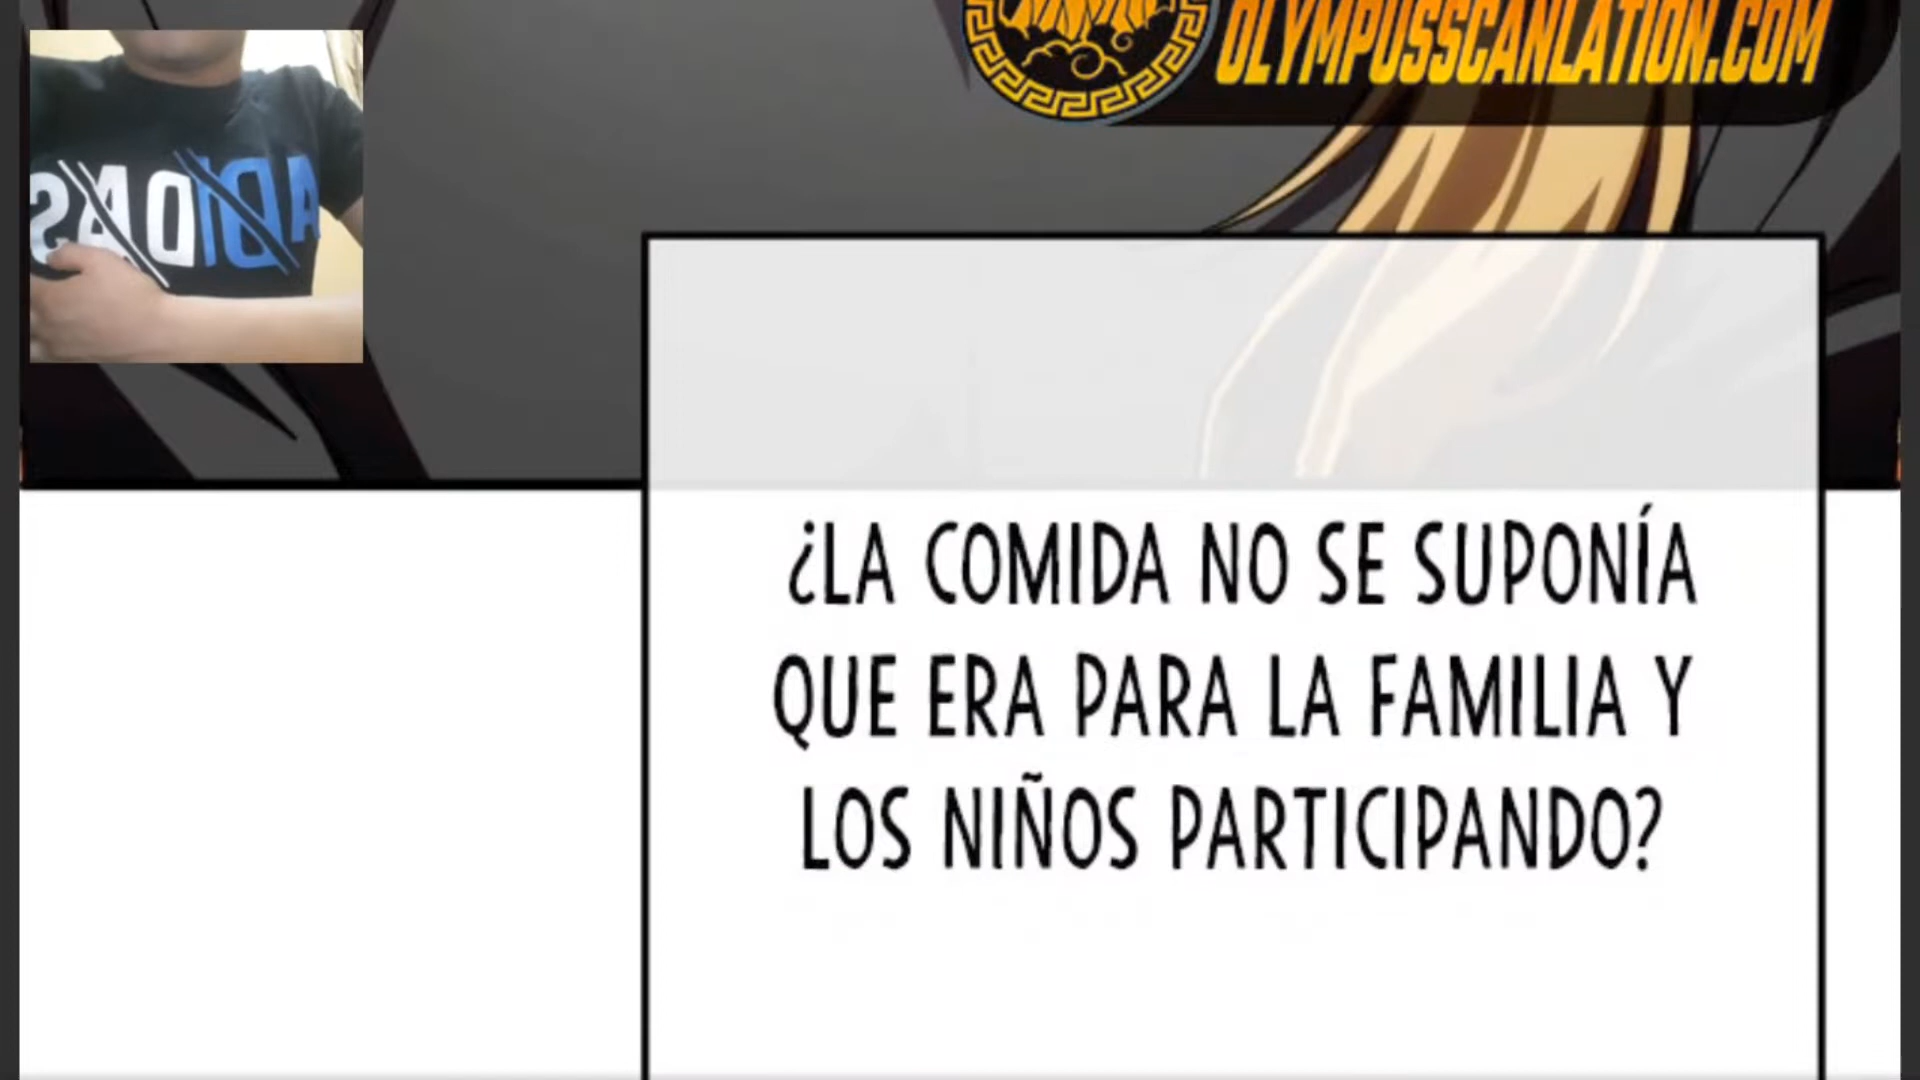 OLYMPUSSCANLATION.COM
ADIDAS
¿LA COMIDA NO SE SUPONÍA
QUE ERA PARA LA FAMILIA Y
LOS NIÑOS PARTICIPANDO?